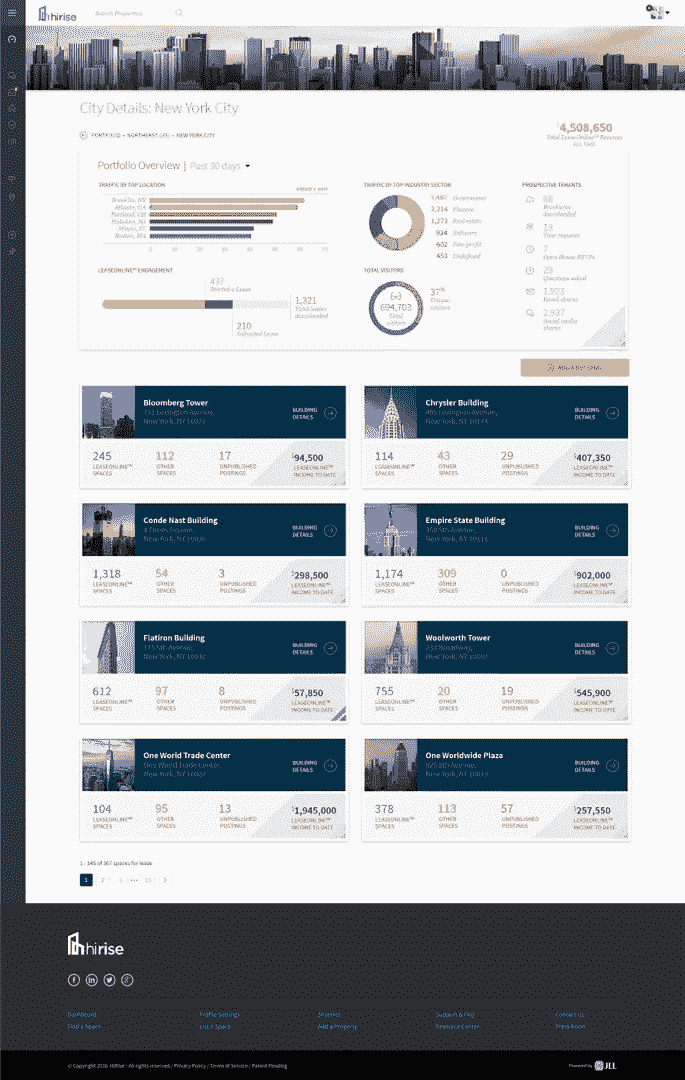 hirise
Search Properties
City Details: New York City
PORTFOLIO • NORTHEAST (29) • NEW YORK CITY
$4,508,650
Total LeaseOnline™ Revenue
ALL TIME
Portfolio Overview | Past 30 days
TRAFFIC BY TOP LOCATION
Brooklyn, NY
Atlanta, GA
Portland, OR
Hoboken, NJ
Miami, FL
Boston, MA
0 10 20 30 40 50 60 70
TRAFFIC BY TOP INDUSTRY SECTOR
3,487 Government
2,214 Finance
1,273 Real estate
924 Software
602 Non-profit
453 Undefined
PROSPECTIVE TENANTS
68
Brochures
downloaded
13
Tour requests
7
Open House RSVPs
29
Questions asked
1,923
Email shares
2,937
Social media
shares
LEASEONLINE™ ENGAGEMENT
437
Started a Lease
1,321
Total leases
downloaded
210
Submitted Lease
TOTAL VISITORS
694,703
Total
visitors
37%
Unique
visitors
Bloomberg Tower
731 Lexington Avenue,
New York, NY 10022
BUILDING
DETAILS
245
LEASEONLINE™
SPACES
112
OTHER
SPACES
17
UNPUBLISHED
POSTINGS
$94,500
LEASEONLINE™
INCOME TO DATE
Chrysler Building
405 Lexington Avenue,
New York, NY 10174
BUILDING
DETAILS
114
LEASEONLINE™
SPACES
43
OTHER
SPACES
29
UNPUBLISHED
POSTINGS
$407,350
LEASEONLINE™
INCOME TO DATE
Conde Nast Building
4 Times Square,
New York, NY 10036
BUILDING
DETAILS
1,318
LEASEONLINE™
SPACES
54
OTHER
SPACES
3
UNPUBLISHED
POSTINGS
$298,500
LEASEONLINE™
INCOME TO DATE
Empire State Building
350 5th Avenue,
New York, NY 10118
BUILDING
DETAILS
1,174
LEASEONLINE™
SPACES
309
OTHER
SPACES
0
UNPUBLISHED
POSTINGS
$902,000
LEASEONLINE™
INCOME TO DATE
Flatiron Building
175 5th Avenue,
New York, NY 10010
BUILDING
DETAILS
612
LEASEONLINE™
SPACES
97
OTHER
SPACES
8
UNPUBLISHED
POSTINGS
$57,850
LEASEONLINE™
INCOME TO DATE
Woolworth Tower
233 Broadway,
New York, NY 10007
BUILDING
DETAILS
755
LEASEONLINE™
SPACES
20
OTHER
SPACES
19
UNPUBLISHED
POSTINGS
$545,900
LEASEONLINE™
INCOME TO DATE
One World Trade Center
One World Trade Center,
New York, NY 10007
BUILDING
DETAILS
104
LEASEONLINE™
SPACES
95
OTHER
SPACES
13
UNPUBLISHED
POSTINGS
$1,945,000
LEASEONLINE™
INCOME TO DATE
One Worldwide Plaza
825 8th Avenue,
New York, NY 10019
BUILDING
DETAILS
378
LEASEONLINE™
SPACES
113
OTHER
SPACES
57
UNPUBLISHED
POSTINGS
$257,550
LEASEONLINE™
INCOME TO DATE
1 - 145 of 367 spaces for lease
1 2 3 ••• 13
hirise
Dashboard
Find a Space
Profile Settings
List a Space
Shortlist
Add a Property
Support & FAQ
Resource Center
Contact Us
Press Room
© Copyright 2016 HiRise - All rights reserved / Privacy Policy / Terms of Service / Patent Pending
Powered by JLL